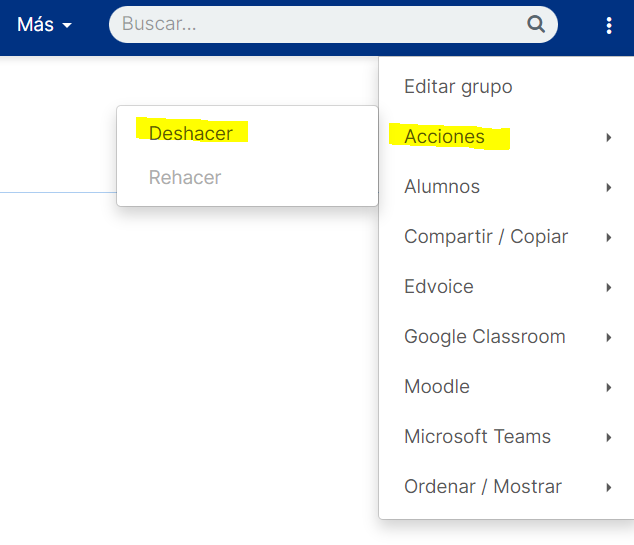 Más
Buscar...
Editar grupo
Deshacer
Acciones
Rehacer
Alumnos
Compartir / Copiar
Edvoice
Google Classroom
Moodle
Microsoft Teams
Ordenar / Mostrar